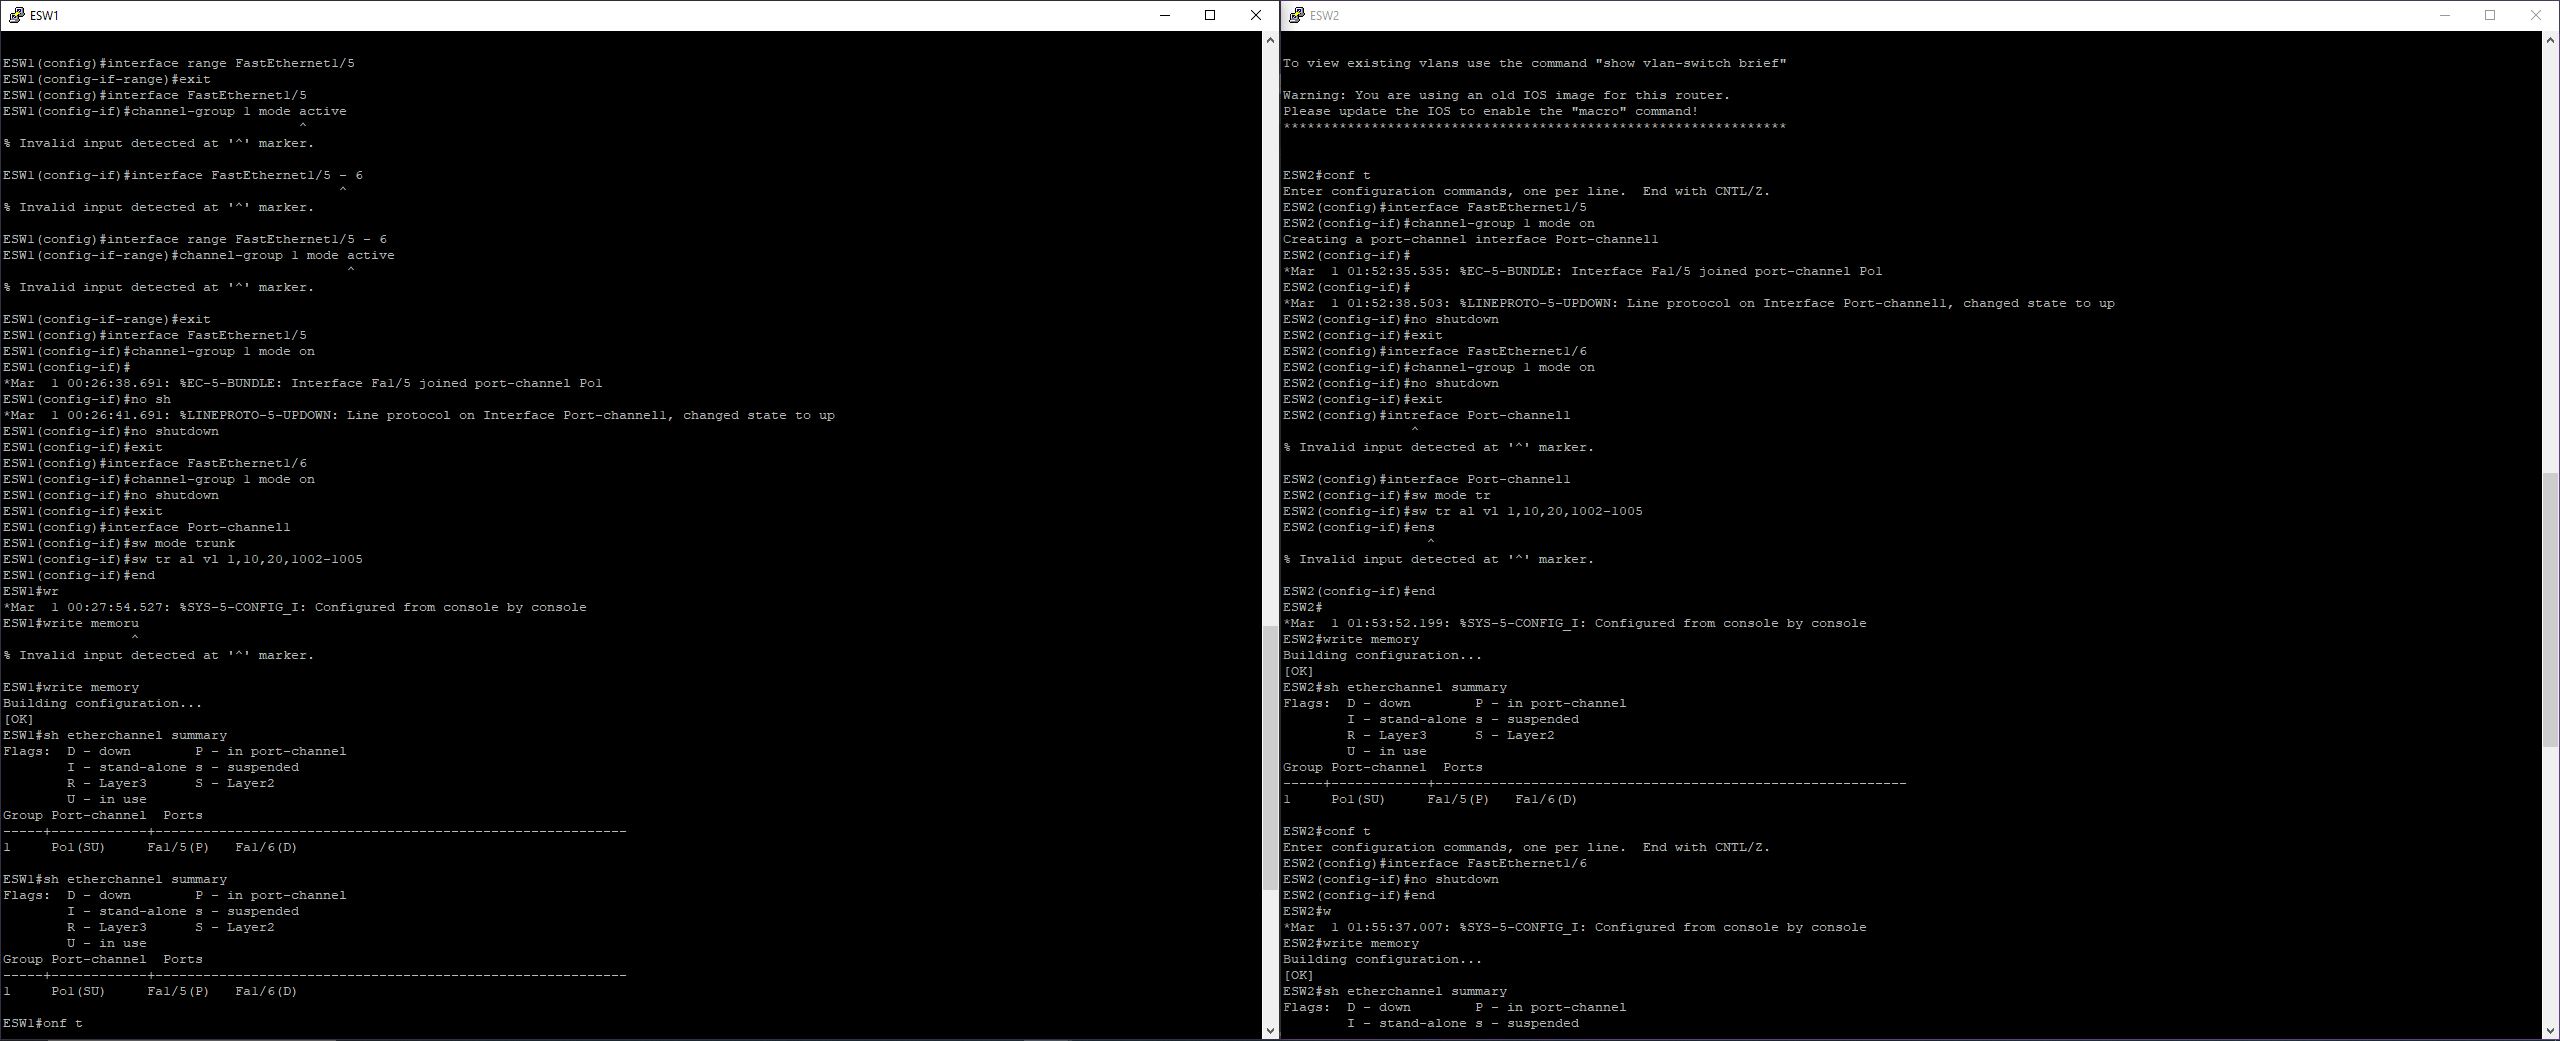 ESW1
ESW1(config)#interface range FastEthernet1/5
ESW1(config-if-range)#exit
ESW1(config)#interface FastEthernet1/5
ESW1(config-if)#channel-group 1 mode active
^
% Invalid input detected at '^' marker.
ESW1(config-if)#interface FastEthernet1/5 - 6
^
% Invalid input detected at '^' marker.
ESW1(config)#interface range FastEthernet1/5 - 6
ESW1(config-if-range)#channel-group 1 mode active
^
% Invalid input detected at '^' marker.
ESW1(config-if-range)#exit
ESW1(config)#interface FastEthernet1/5
ESW1(config-if)#channel-group 1 mode on
ESW1(config-if)#
*Mar  1 00:26:38.691: %EC-5-BUNDLE: Interface Fa1/5 joined port-channel Po1
ESW1(config-if)#no sh
*Mar  1 00:26:41.691: %LINEPROTO-5-UPDOWN: Line protocol on Interface Port-channel1, changed state to up
ESW1(config-if)#no shutdown
ESW1(config-if)#exit
ESW1(config)#interface FastEthernet1/6
ESW1(config-if)#channel-group 1 mode on
ESW1(config-if)#no shutdown
ESW1(config-if)#exit
ESW1(config)#interface Port-channel1
ESW1(config-if)#sw mode trunk
ESW1(config-if)#sw tr al vl 1,10,20,1002-1005
ESW1(config-if)#end
ESW1#wr
*Mar  1 00:27:54.527: %SYS-5-CONFIG_I: Configured from console by console
ESW1#write memoru
^
% Invalid input detected at '^' marker.
ESW1#write memory
Building configuration...
[OK]
ESW1#sh etherchannel summary
Flags:  D - down        P - in port-channel
I - stand-alone s - suspended
R - Layer3      S - Layer2
U - in use
Group Port-channel  Ports
-----+------------+-----------------------------------------------------------
1     Po1(SU)     Fa1/5(P)   Fa1/6(D)
ESW1#sh etherchannel summary
Flags:  D - down        P - in port-channel
I - stand-alone s - suspended
R - Layer3      S - Layer2
U - in use
Group Port-channel  Ports
-----+------------+-----------------------------------------------------------
1     Po1(SU)     Fa1/5(P)   Fa1/6(D)
ESW1#onf t
ESW2
To view existing vlans use the command "show vlan-switch brief"
Warning: You are using an old IOS image for this router.
Please update the IOS to enable the "macro" command!
***************************************************************
ESW2#conf t
Enter configuration commands, one per line.  End with CNTL/Z.
ESW2(config)#interface FastEthernet1/5
ESW2(config-if)#channel-group 1 mode on
Creating a port-channel interface Port-channel1
ESW2(config-if)#
*Mar  1 01:52:35.535: %EC-5-BUNDLE: Interface Fa1/5 joined port-channel Po1
ESW2(config-if)#
*Mar  1 01:52:38.503: %LINEPROTO-5-UPDOWN: Line protocol on Interface Port-channel1, changed state to up
ESW2(config-if)#no shutdown
ESW2(config-if)#exit
ESW2(config)#interface FastEthernet1/6
ESW2(config-if)#channel-group 1 mode on
ESW2(config-if)#no shutdown
ESW2(config-if)#exit
ESW2(config)#intreface Port-channel1
^
% Invalid input detected at '^' marker.
ESW2(config)#interface Port-channel1
ESW2(config-if)#sw mode tr
ESW2(config-if)#sw tr al vl 1,10,20,1002-1005
ESW2(config-if)#ens
^
% Invalid input detected at '^' marker.
ESW2(config-if)#end
ESW2#
*Mar  1 01:53:52.199: %SYS-5-CONFIG_I: Configured from console by console
ESW2#write memory
Building configuration...
[OK]
ESW2#sh etherchannel summary
Flags:  D - down        P - in port-channel
I - stand-alone s - suspended
R - Layer3      S - Layer2
U - in use
Group Port-channel  Ports
-----+------------+-----------------------------------------------------------
1     Po1(SU)     Fa1/5(P)   Fa1/6(D)
ESW2#conf t
Enter configuration commands, one per line.  End with CNTL/Z.
ESW2(config)#interface FastEthernet1/6
ESW2(config-if)#no shutdown
ESW2(config-if)#end
ESW2#w
*Mar  1 01:55:37.007: %SYS-5-CONFIG_I: Configured from console by console
ESW2#write memory
Building configuration...
[OK]
ESW2#sh etherchannel summary
Flags:  D - down        P - in port-channel
I - stand-alone s - suspended